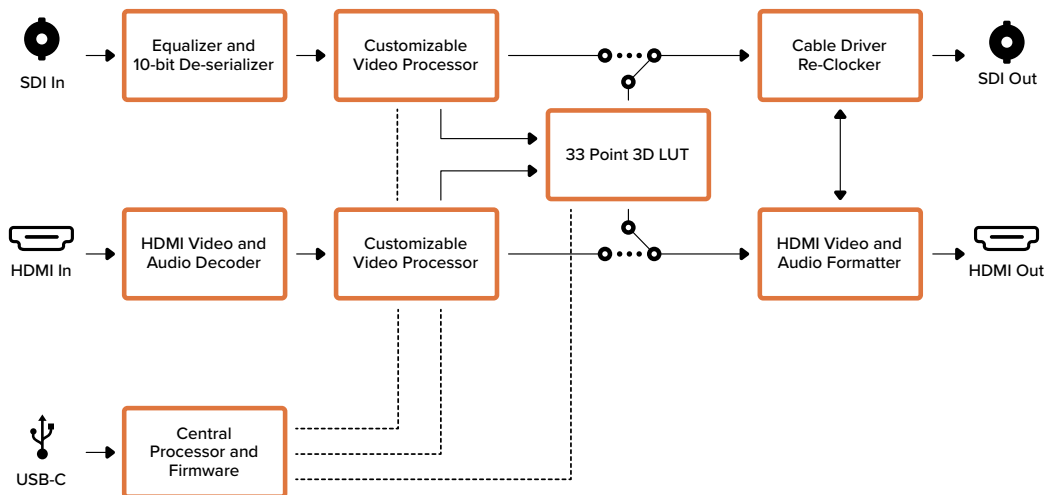 SDI In
Equalizer and
10-bit De-serializer
Customizable
Video Processor
Cable Driver
Re-Clocker
SDI Out
33 Point 3D LUT
HDMI In
HDMI Video and
Audio Decoder
Customizable
Video Processor
HDMI Video and
Audio Formatter
HDMI Out
USB-C
Central
Processor and
Firmware